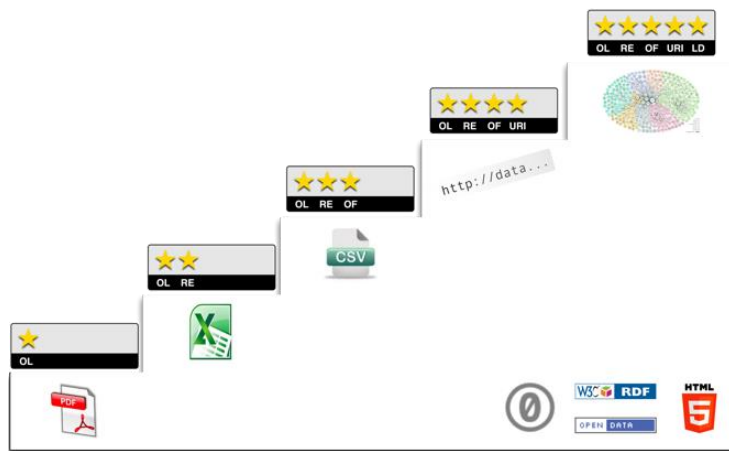 OL RE OF URI LD
OL RE OF URI
http://data...
OL RE OF
CSV
OL RE
X
OL
PDF
0
W3C RDF
OPEN DATA
HTML
5